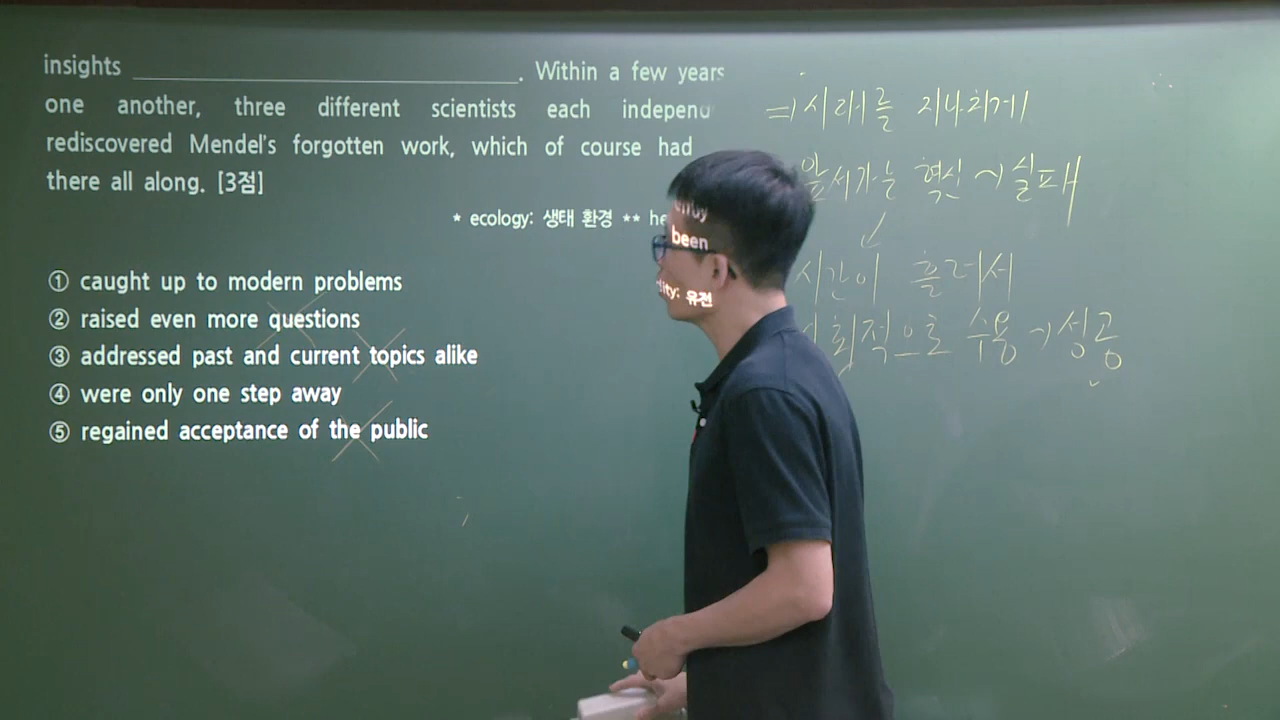 insights ____________________. Within a few years
one another, three different scientists each independ
rediscovered Mendel's forgotten work, which of course had
been
there all along. [3점]
* ecology: 생태 환경 ** he
dity: 유전
① caught up to modern problems
② raised even more questions
③ addressed past and current topics alike
④ were only one step away
⑤ regained acceptance of the public
⇒ 시대를 지나치게
앞서가는 혁신 → 실패
시간이 흘러서
회적으로 수용 → 성공